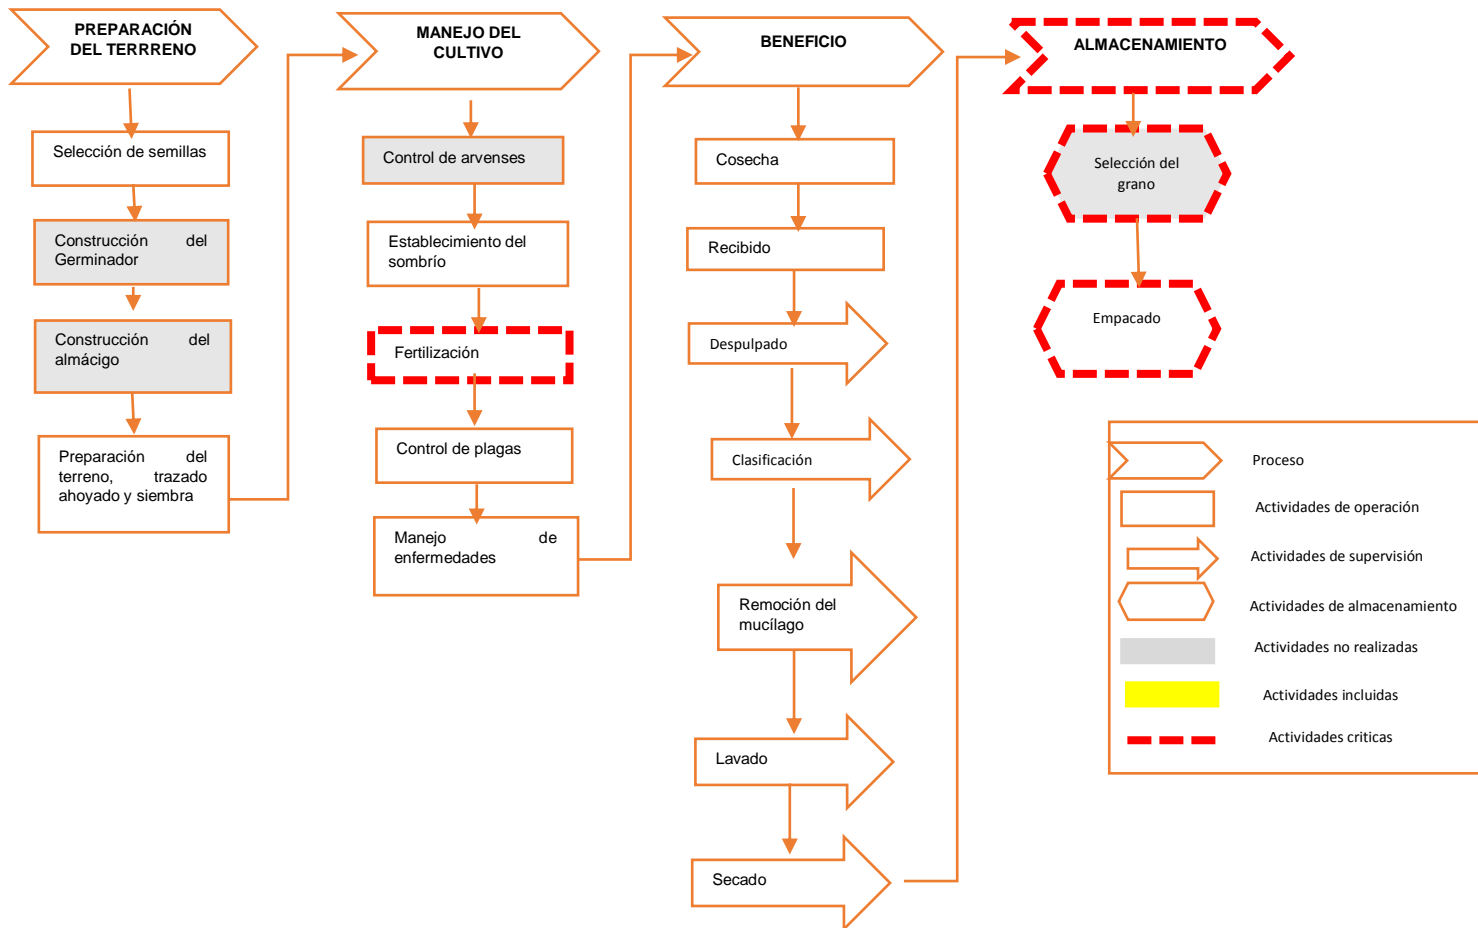 PREPARACIÓN
DEL TERRRENO
Selección de semillas
Construcción del
Germinador
Construcción del
almácigo
Preparación del
terreno, trazado
ahoyado y siembra
MANEJO DEL
CULTIVO
Control de arvenses
Establecimiento del
sombrío
Fertilización
Control de plagas
Manejo de
enfermedades
BENEFICIO
Cosecha
Recibido
Despulpado
Clasificación
Remoción del
mucílago
Lavado
Secado
ALMACENAMIENTO
Selección del
grano
Empacado
Proceso
Actividades de operación
Actividades de supervisión
Actividades de almacenamiento
Actividades no realizadas
Actividades incluidas
Actividades criticas